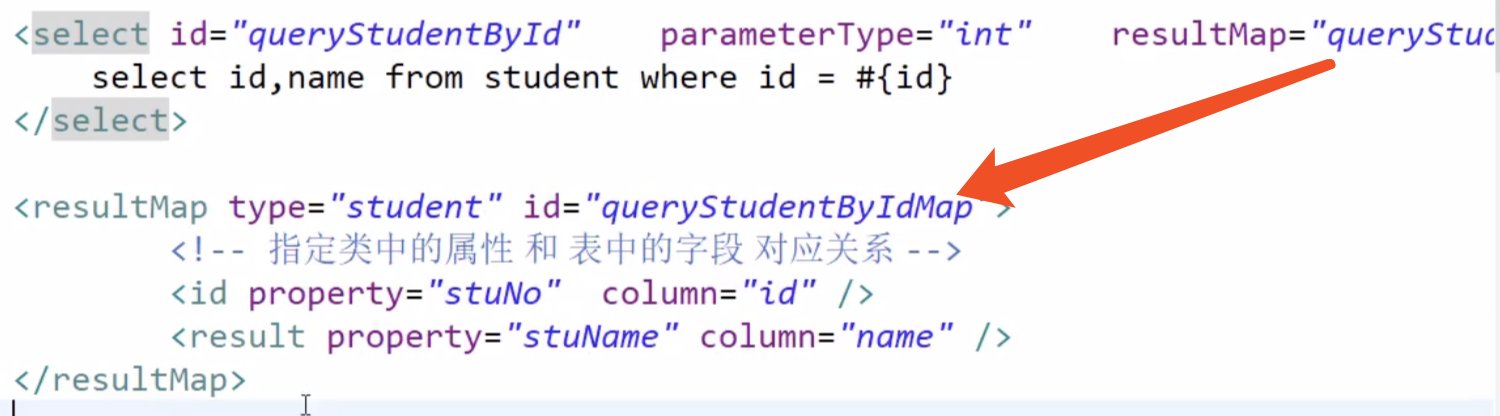 <select id="queryStudentById" parameterType="int" resultMap="queryStud
select id,name from student where id = #{id}
</select>
<resultMap type="student" id="queryStudentByIdMap">
<!-- 指定类中的属性 和 表中的字段 对应关系 -->
<id property="stuNo" column="id" />
<result property="stuName" column="name" />
</resultMap>